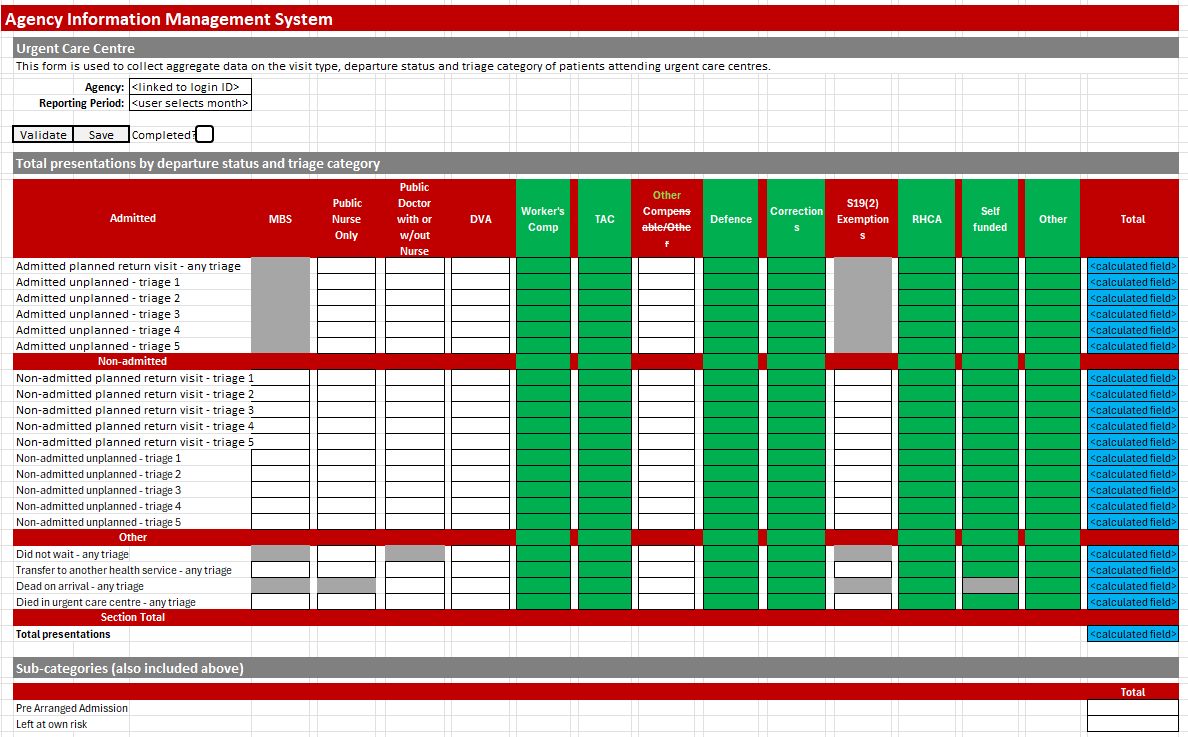 Agency Information Management System
Urgent Care Centre
This form is used to collect aggregate data on the visit type, departure status and triage category of patients attending urgent care centres.
Agency: <linked to login ID>
Reporting Period: <user selects month>
Validate Save Completed?
Total presentations by departure status and triage category
Admitted MBS Public Nurse Only Public Doctor with or w/out Nurse DVA Worker's Comp TAC Other Compensable/Other Defence Corrections S19(2) Exemptions RHCA Self funded Other Total
Admitted planned return visit - any triage <calculated field>
Admitted unplanned - triage 1 <calculated field>
Admitted unplanned - triage 2 <calculated field>
Admitted unplanned - triage 3 <calculated field>
Admitted unplanned - triage 4 <calculated field>
Admitted unplanned - triage 5 <calculated field>
Non-admitted
Non-admitted planned return visit - triage 1 <calculated field>
Non-admitted planned return visit - triage 2 <calculated field>
Non-admitted planned return visit - triage 3 <calculated field>
Non-admitted planned return visit - triage 4 <calculated field>
Non-admitted planned return visit - triage 5 <calculated field>
Non-admitted unplanned - triage 1 <calculated field>
Non-admitted unplanned - triage 2 <calculated field>
Non-admitted unplanned - triage 3 <calculated field>
Non-admitted unplanned - triage 4 <calculated field>
Non-admitted unplanned - triage 5 <calculated field>
Other
Did not wait - any triage <calculated field>
Transfer to another health service - any triage <calculated field>
Dead on arrival - any triage <calculated field>
Died in urgent care centre - any triage <calculated field>
Section Total
Total presentations <calculated field>
Sub-categories (also included above)
Total
Pre Arranged Admission
Left at own risk